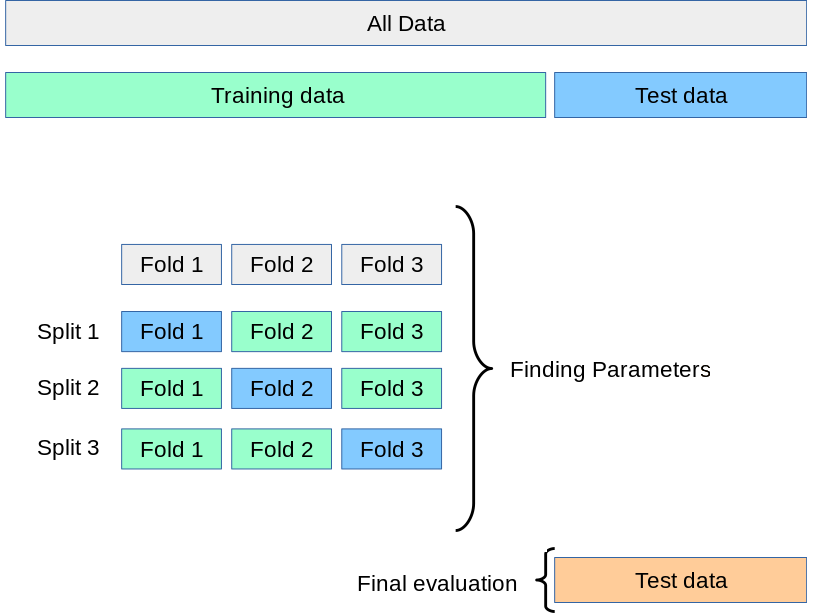 All Data
Training data Test data
Fold 1 Fold 2 Fold 3
Split 1 Fold 1 Fold 2 Fold 3
Split 2 Fold 1 Fold 2 Fold 3
Split 3 Fold 1 Fold 2 Fold 3
Finding Parameters
Final evaluation Test data